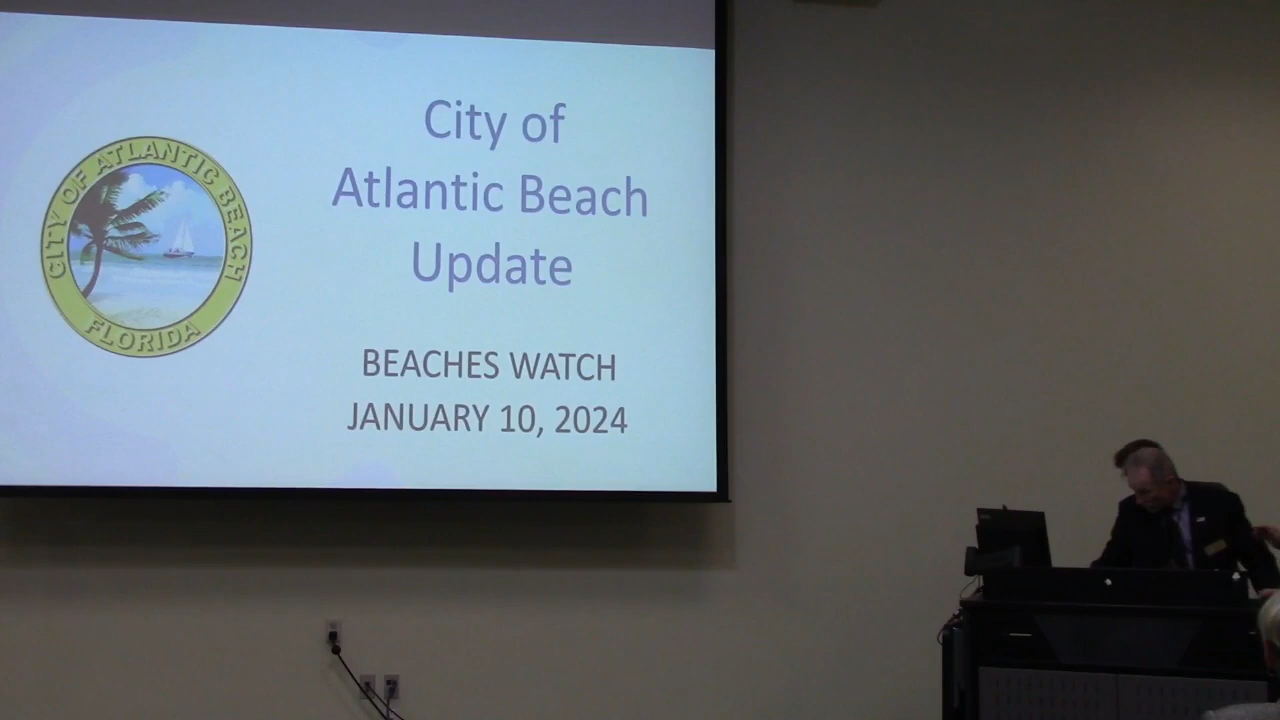 City of
Atlantic Beach
Update
CITY OF ATLANTIC BEACH
FLORIDA
BEACHES WATCH
JANUARY 10, 2024